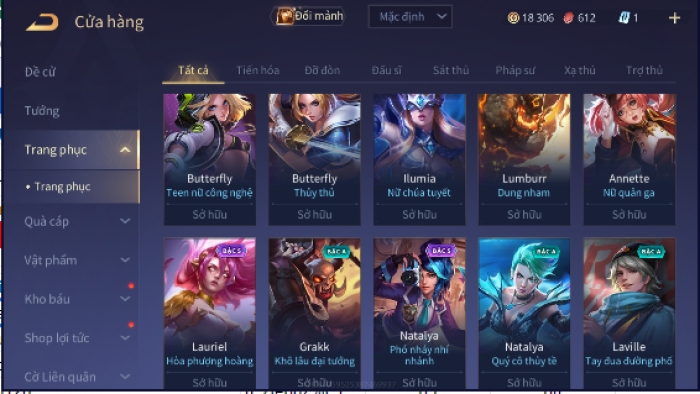 Cửa hàng
Đổi mảnh
Mặc định
18 306
612
1
Đề cử
Tướng
Trang phục
• Trang phục
Quà cáp
Vật phẩm
Kho báu
Shop lợi tức
Cờ Liên quân
Tất cả
Tiến hóa
Đỡ đòn
Đấu sĩ
Sát thủ
Pháp sư
Xạ thủ
Trợ thủ
Butterfly
Teen nữ công nghệ
Sở hữu
Butterfly
Thủy thủ
Sở hữu
Ilumia
Nữ chúa tuyết
Sở hữu
Lumburr
Dung nham
Sở hữu
Annette
Nữ quản ga
Sở hữu
BẬC S
Lauriel
Hỏa phượng hoàng
Sở hữu
BẬC A
Grakk
Khô lâu đại tướng
Sở hữu
BẬC S
Natalya
Phó nháy nhí
nhảnh
Sở hữu
BẬC A
Natalya
Quý cô thủy tề
Sở hữu
BẬC A
Laville
Tay đua đường phố
Sở hữu